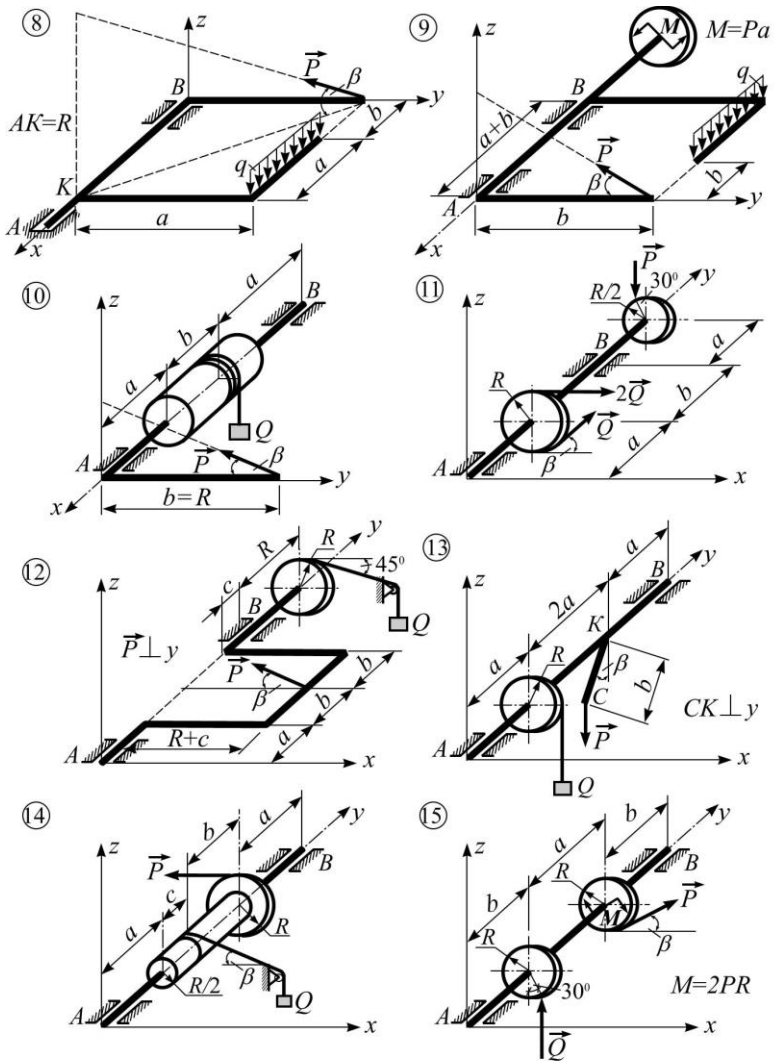 8
z
P
β
B
y
AK=R
b
a
q
K
A
x
a
9
z
M
M=Pa
B
q
a+b
P
β
b
A
b
y
x
10
z
a
B
b
a
Q
A
P
β
b=R
y
x
11
P
30⁰
y
z
R/2
B
a
R
2Q
b
Q
β
a
A
x
12
z
y
R
R
c
45⁰
B
Q
P⊥y
P
β
b
b
R+c
a
A
x
13
z
a
y
2a
B
K
a
R
β
b
C
P
CK⊥y
A
x
Q
14
z
a
y
b
B
P
c
a
R
β
R/2
Q
A
x
15
z
b
y
a
B
R
b
M
P
R
β
30⁰
M=2PR
A
x
Q